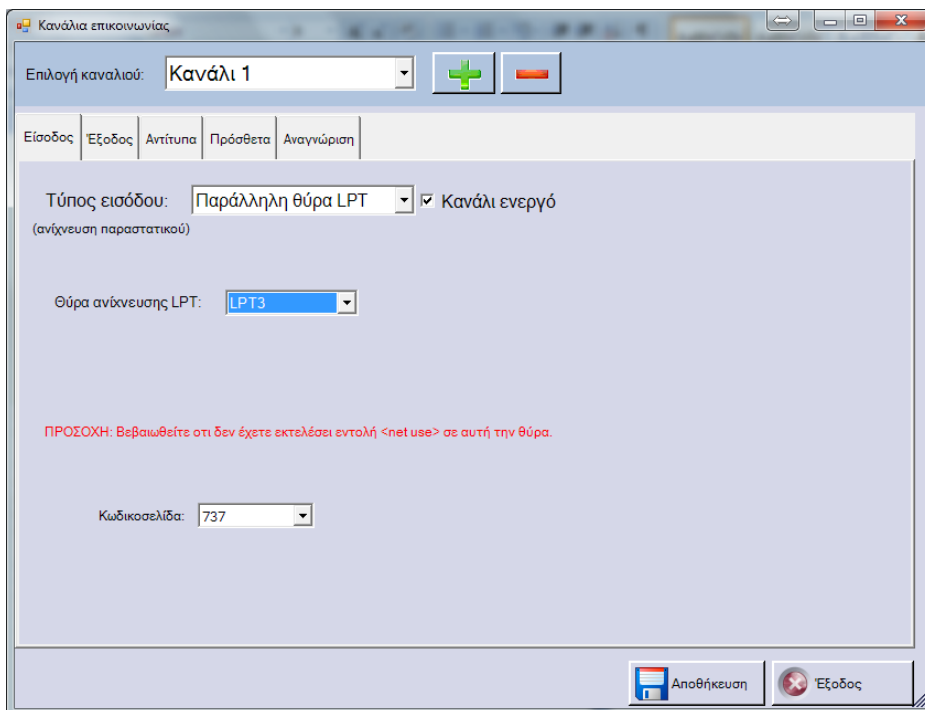 Κανάλια επικοινωνίας
Επιλογή καναλιού: Κανάλι 1
Είσοδος Έξοδος Αντίτυπα Πρόσθετα Αναγνώριση
Τύπος εισόδου: Παράλληλη θύρα LPT Κανάλι ενεργό
(ανίχνευση παραστατικού)
Θύρα ανίχνευσης LPT: LPT3
ΠΡΟΣΟΧΗ: Βεβαιωθείτε οτι δεν έχετε εκτελέσει εντολή <net use> σε αυτή την θύρα.
Κωδικοσελίδα: 737
Αποθήκευση Έξοδος